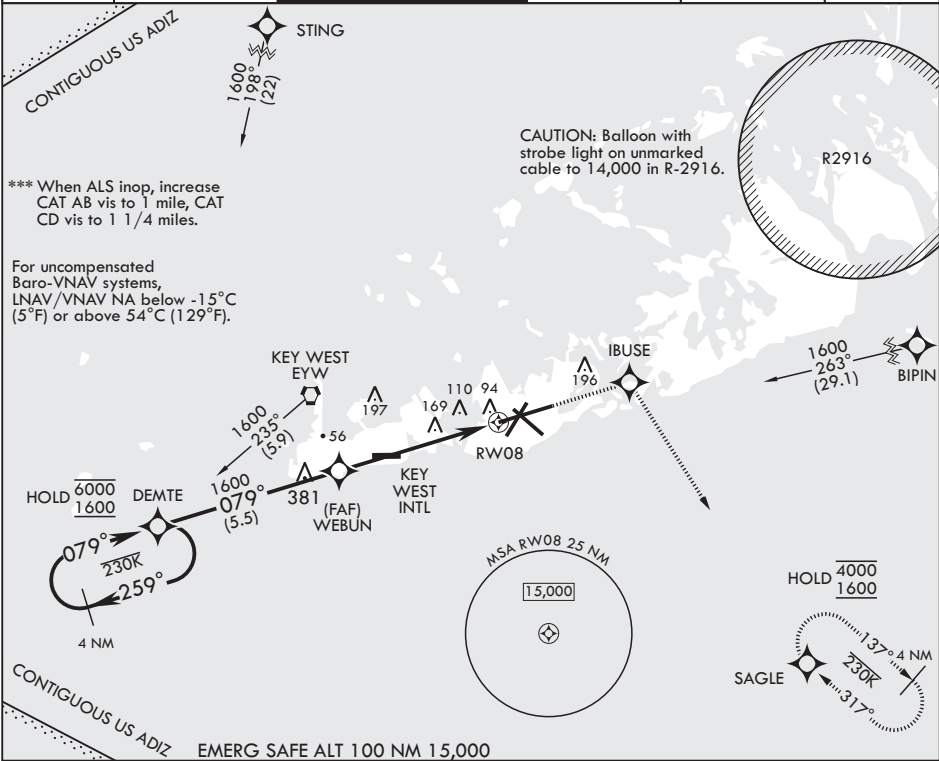 STING
CONTIGUOUS US ADIZ
1600
198°
(22)
CAUTION: Balloon with
strobe light on unmarked
cable to 14,000 in R-2916.
R2916
*** When ALS inop, increase
CAT AB vis to 1 mile, CAT
CD vis to 1 1/4 miles.
For uncompensated
Baro-VNAV systems,
LNAV/VNAV NA below -15°C
(5°F) or above 54°C (129°F).
KEY WEST
EYW
IBUSE
1600
263°
(29.1)
BIPIN
197
169
110
94
196
1600
235°
(5.9)
56
RW08
HOLD 6000
1600
DEMTE
1600
079°
(5.5)
381
(FAF)
WEBUN
KEY
WEST
INTL
079°
230K
259°
4 NM
MSA RW08 25 NM
15,000
HOLD 4000
1600
SAGLE
137°
4 NM
230K
317°
CONTIGUOUS US ADIZ
EMERG SAFE ALT 100 NM 15,000